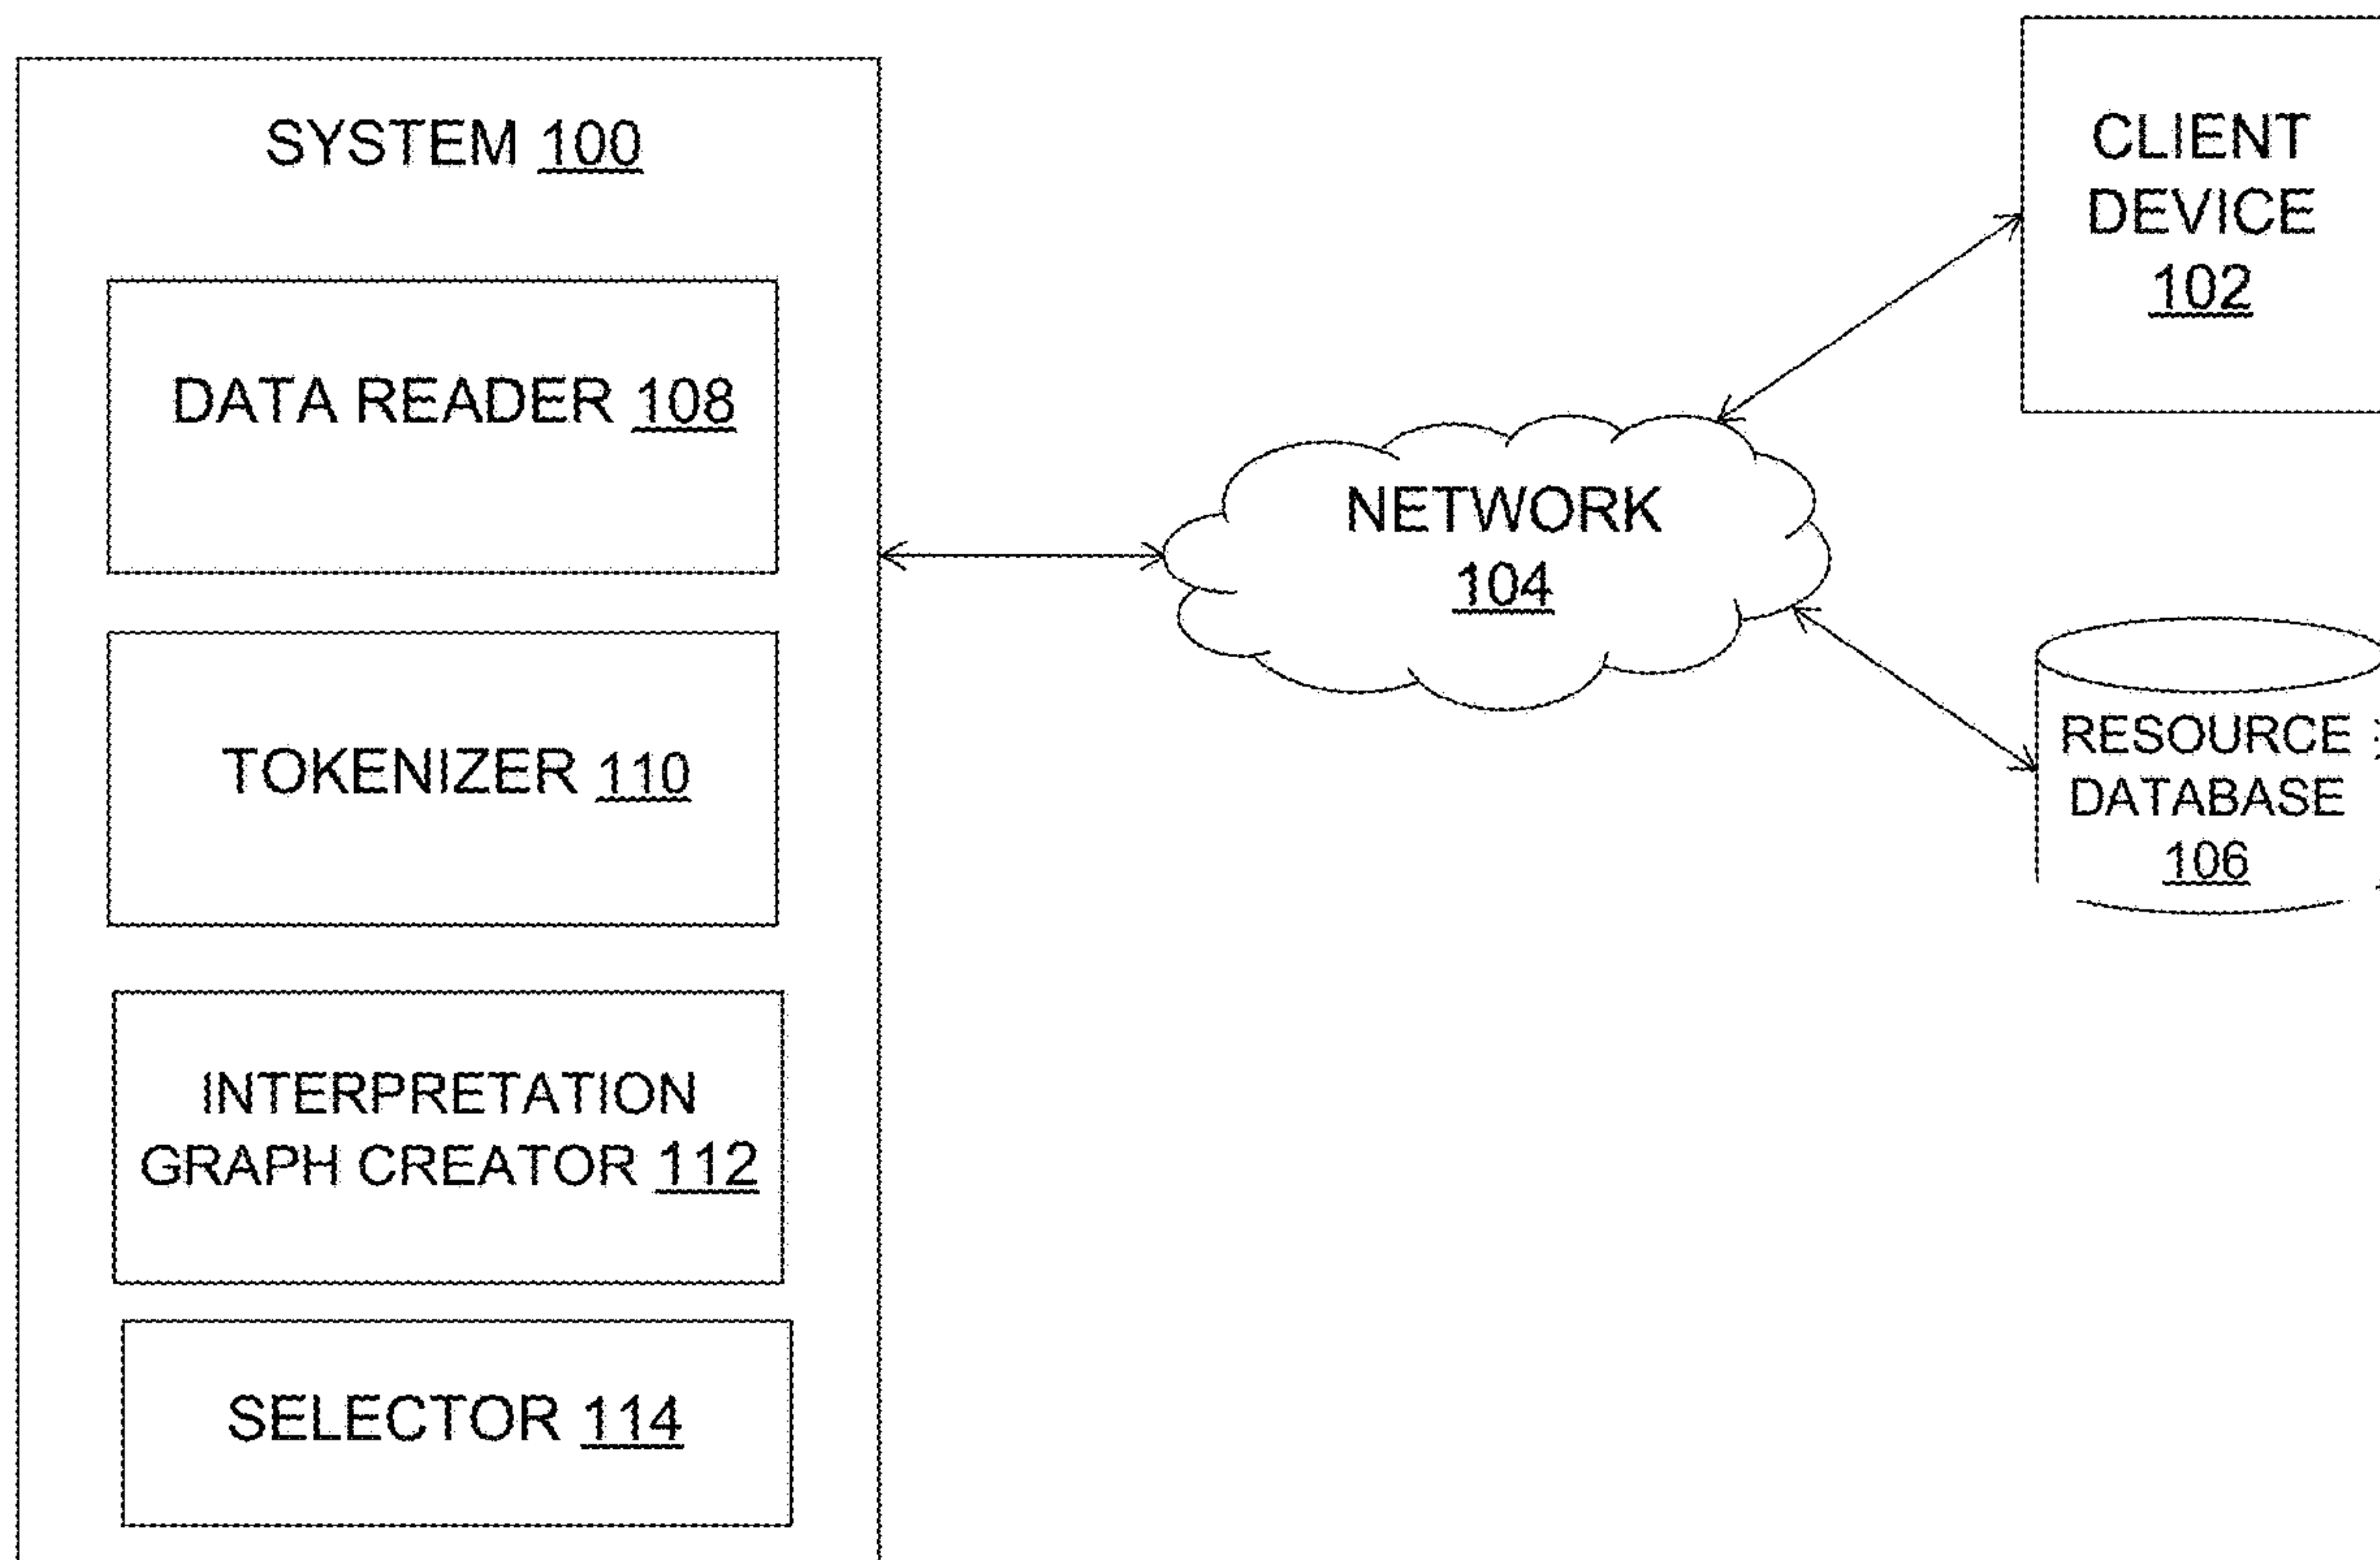 SYSTEM 100
DATA READER 108
TOKENIZER 110
INTERPRETATION
GRAPH CREATOR 112
SELECTOR 114
NETWORK
104
CLIENT
DEVICE
102
RESOURCE
DATABASE
106